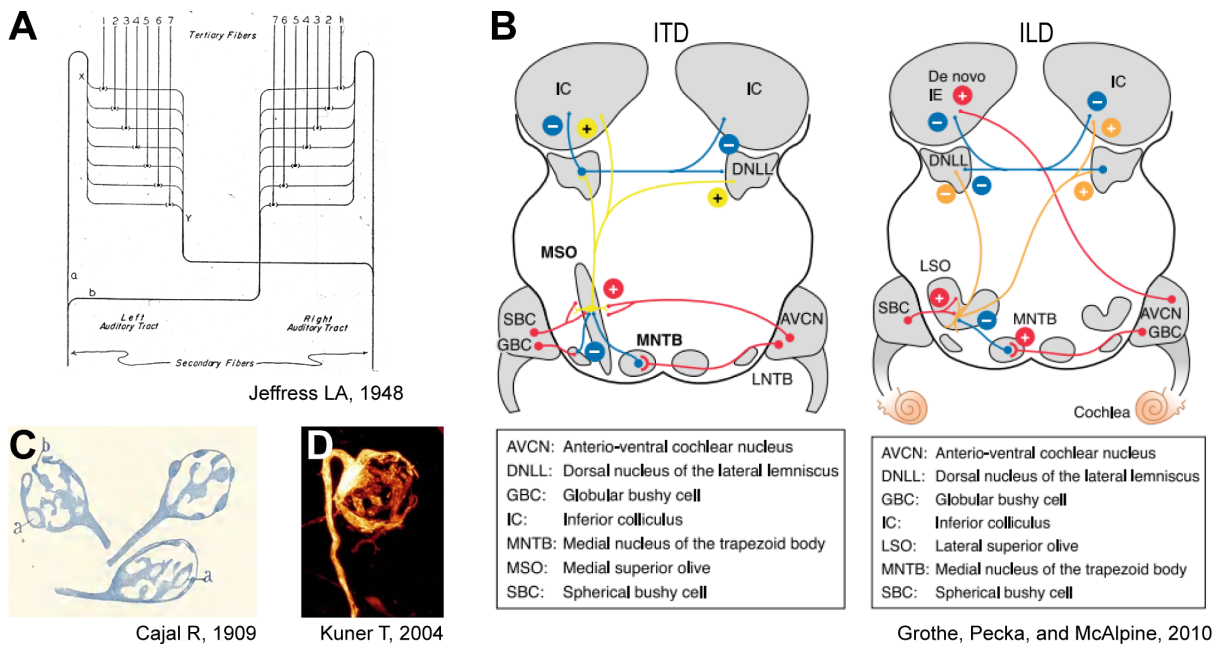 A
1 2 3 4 5 6 7
Tertiary Fibers
7 6 5 4 3 2 1
X
Y
a
b
Left
Auditory Tract
Right
Auditory Tract
Secondary Fibers
Jeffress LA, 1948
B
ITD
IC
IC
−
+
−
DNLL
+
MSO
+
SBC
GBC
AVCN
−
MNTB
LNTB
AVCN: Anterio-ventral cochlear nucleus
DNLL: Dorsal nucleus of the lateral lemniscus
GBC: Globular bushy cell
IC: Inferior colliculus
MNTB: Medial nucleus of the trapezoid body
MSO: Medial superior olive
SBC: Spherical bushy cell
ILD
De novo
IE
+
IC
−
−
+
DNLL
−
−
+
LSO
+
SBC
−
MNTB
+
AVCN
GBC
Cochlea
AVCN: Anterio-ventral cochlear nucleus
DNLL: Dorsal nucleus of the lateral lemniscus
GBC: Globular bushy cell
IC: Inferior colliculus
LSO: Lateral superior olive
MNTB: Medial nucleus of the trapezoid body
SBC: Spherical bushy cell
Grothe, Pecka, and McAlpine, 2010
C
b
a
a
Cajal R, 1909
D
Kuner T, 2004